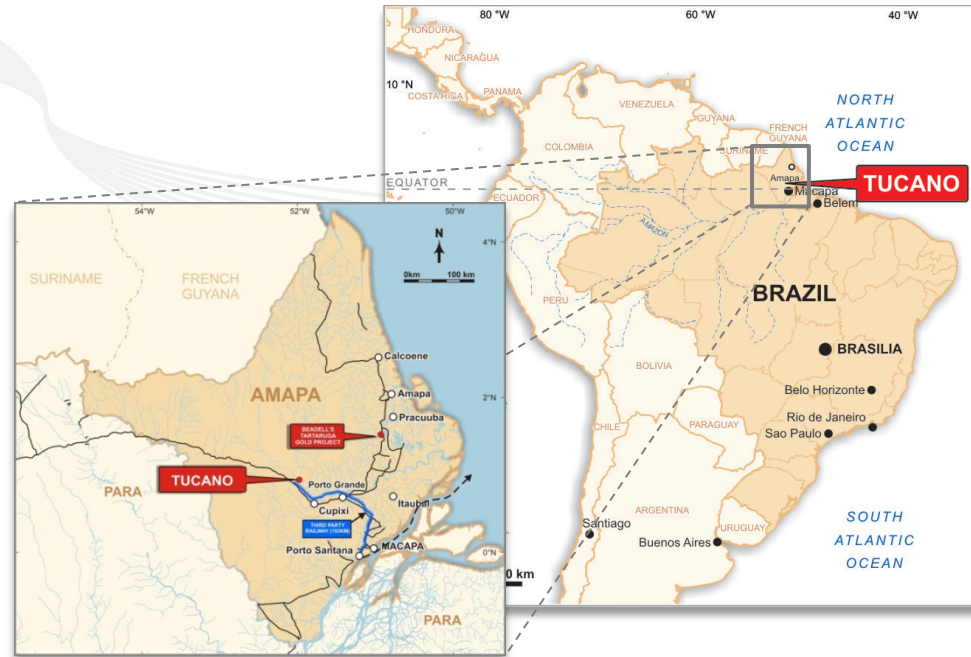 80 °W
60 °W
40 °W
10 °N
HONDURA
NICARAGUA
COSTA RICA
PANAMA
VENEZUELA
GUYANA
SURINAME
FRENCH
GUYANA
COLOMBIA
NORTH
ATLANTIC
OCEAN
EQUATOR
ECUADOR
Amapa
Macapa
Belem
TUCANO
AMAZON
PERU
BRAZIL
BRASILIA
BOLIVIA
Belo Horizonte
Rio de Janeiro
Sao Paulo
CHILE
PARAGUAY
ARGENTINA
Santiago
URUGUAY
Buenos Aires
SOUTH
ATLANTIC
OCEAN
0 km
54°W
52°W
50°W
N
4°N
0km
100 km
SURINAME
FRENCH
GUYANA
Calcoene
AMAPA
Amapa
2°N
Pracuuba
BEADELL'S
TARTARUGA
GOLD PROJECT
TUCANO
Porto Grande
PARA
Cupixi
Itaubal
THIRD PARTY
RAILWAY (193KM)
Porto Santana
MACAPA
0°N
PARA